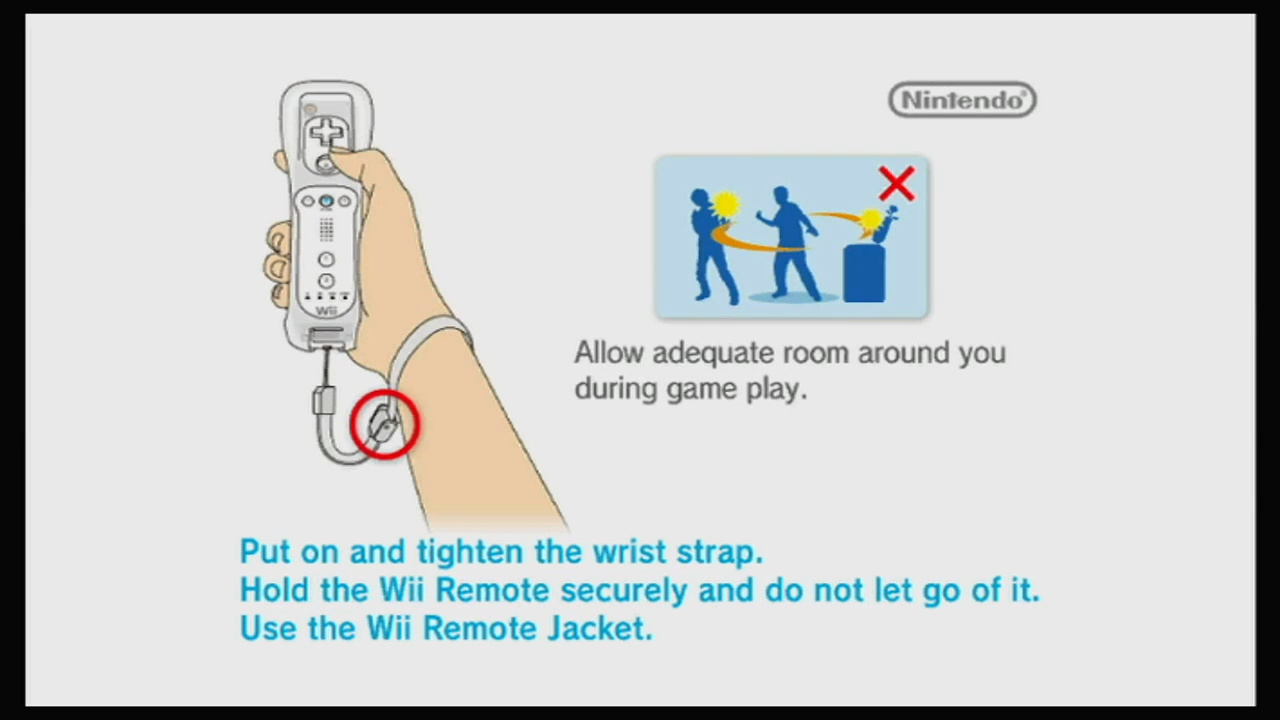 Nintendo®
Wii
Allow adequate room around you
during game play.
Put on and tighten the wrist strap.
Hold the Wii Remote securely and do not let go of it.
Use the Wii Remote Jacket.